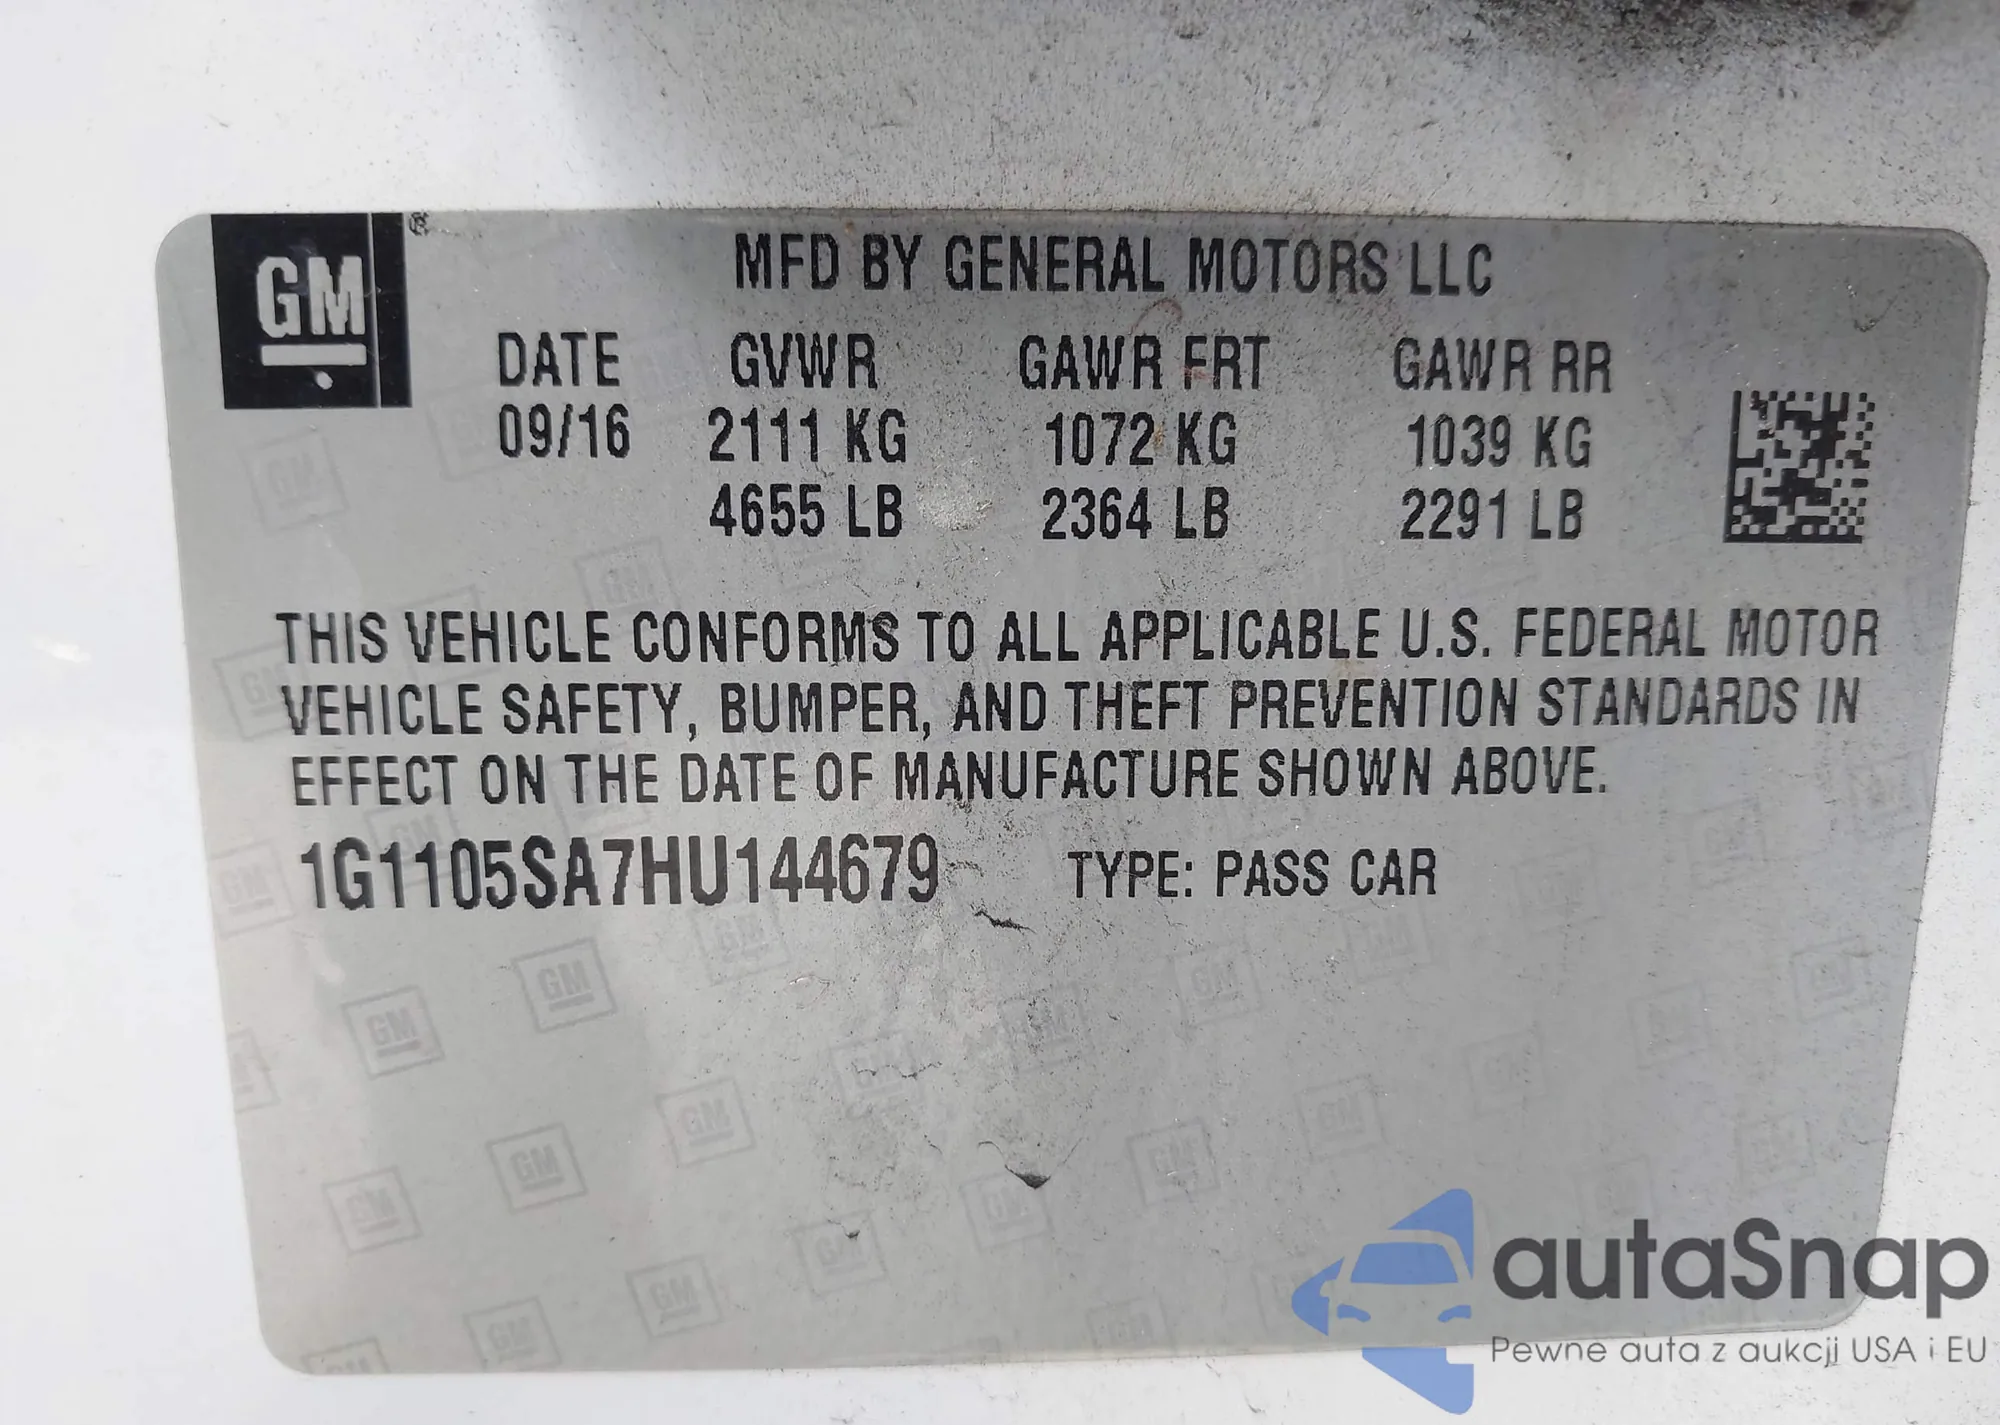 GM ®
MFD BY GENERAL MOTORS LLC
DATE GVWR GAWR FRT GAWR RR
09/16 2111 KG 1072 KG 1039 KG
4655 LB 2364 LB 2291 LB
THIS VEHICLE CONFORMS TO ALL APPLICABLE U.S. FEDERAL MOTOR
VEHICLE SAFETY, BUMPER, AND THEFT PREVENTION STANDARDS IN
EFFECT ON THE DATE OF MANUFACTURE SHOWN ABOVE.
1G1105SA7HU144679 TYPE: PASS CAR
autaSnap
Pewne auta z aukcji USA i EU